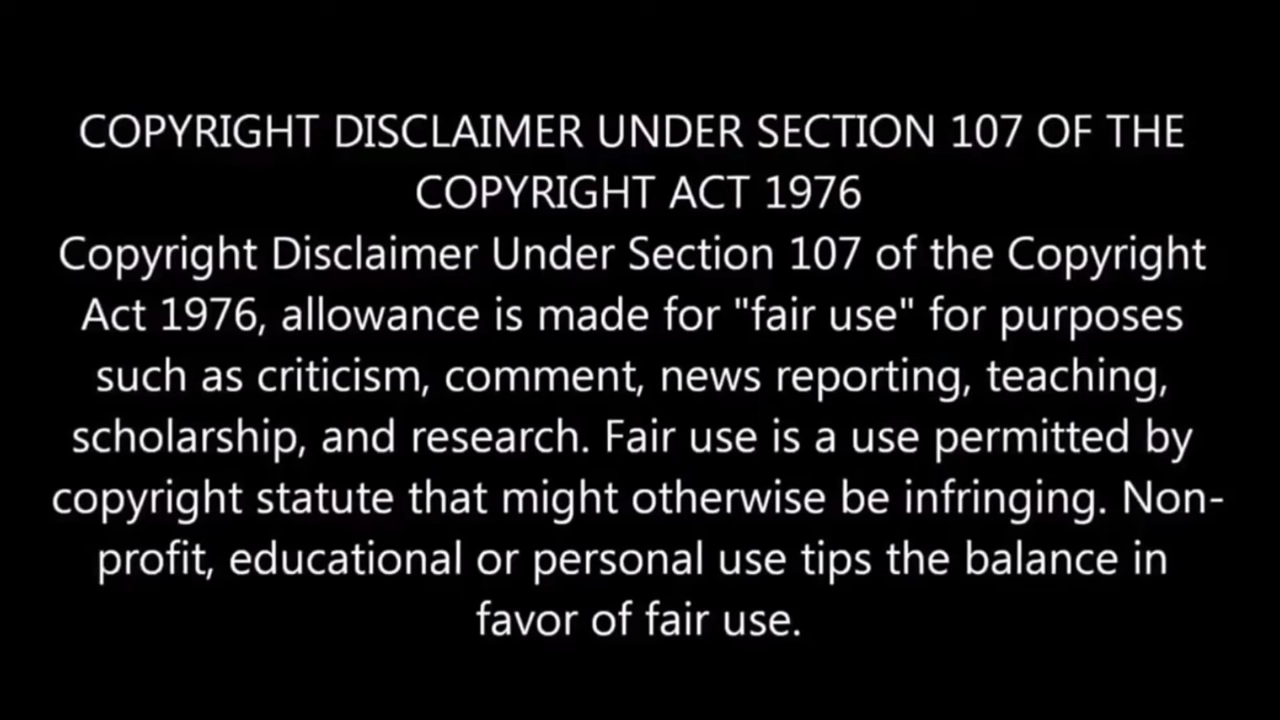 COPYRIGHT DISCLAIMER UNDER SECTION 107 OF THE
COPYRIGHT ACT 1976
Copyright Disclaimer Under Section 107 of the Copyright
Act 1976, allowance is made for "fair use" for purposes
such as criticism, comment, news reporting, teaching,
scholarship, and research. Fair use is a use permitted by
copyright statute that might otherwise be infringing. Non-
profit, educational or personal use tips the balance in
favor of fair use.